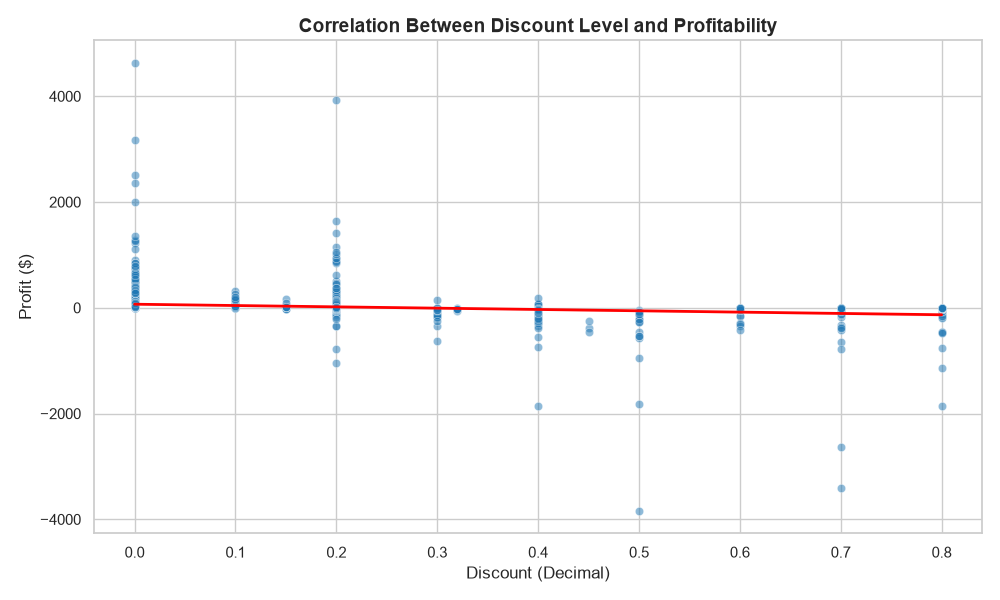 Correlation Between Discount Level and Profitability
Profit ($)
4000
2000
0
−2000
−4000
0.0 0.1 0.2 0.3 0.4 0.5 0.6 0.7 0.8
Discount (Decimal)